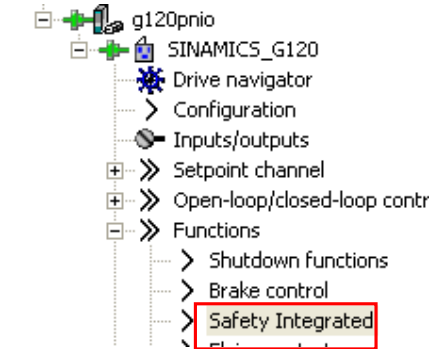 g120pnio
SINAMICS_G120
Drive navigator
Configuration
Inputs/outputs
Setpoint channel
Open-loop/closed-loop contr
Functions
Shutdown functions
Brake control
Safety Integrated